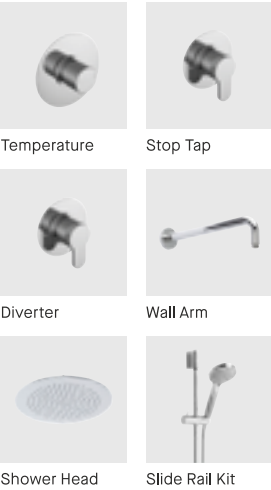 Temperature
Stop Tap
Diverter
Wall Arm
Shower Head
Slide Rail Kit